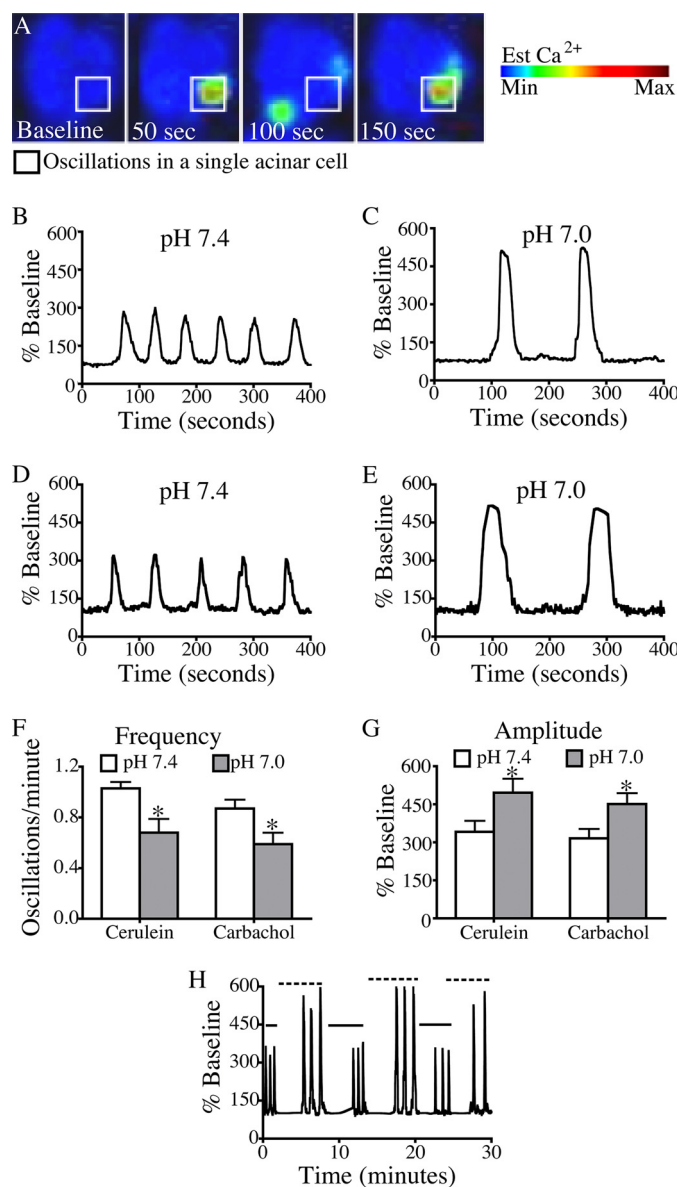 A
Baseline
50 sec
100 sec
150 sec
Est Ca2+
Min
Max
Oscillations in a single acinar cell
B
pH 7.4
600
450
300
150
0
% Baseline
0 100 200 300 400
Time (seconds)
C
pH 7.0
600
450
300
150
0
% Baseline
0 100 200 300 400
Time (seconds)
D
pH 7.4
600
450
300
150
0
% Baseline
0 100 200 300 400
Time (seconds)
E
pH 7.0
600
450
300
150
0
% Baseline
0 100 200 300 400
Time (seconds)
F
Frequency
pH 7.4 pH 7.0
1.2
0.8
0.4
0.0
Oscillations/minute
* *
Cerulein Carbachol
G
Amplitude
pH 7.4 pH 7.0
600
450
300
150
0
% Baseline
* *
Cerulein Carbachol
H
600
450
300
150
0
% Baseline
0 10 20 30
Time (minutes)